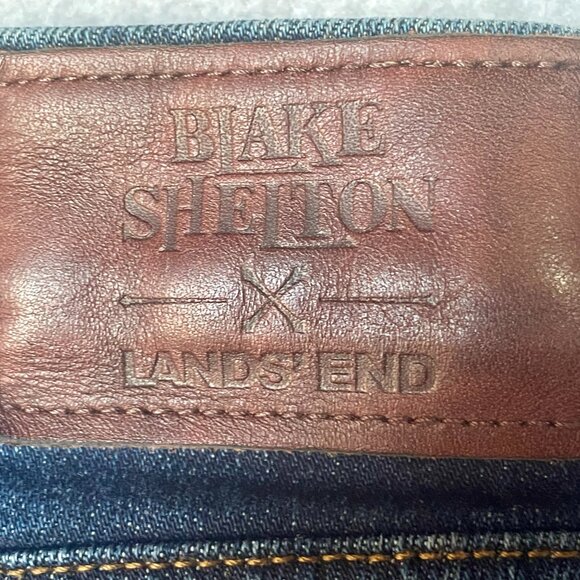 BLAKE
SHELTON
X
LANDS' END